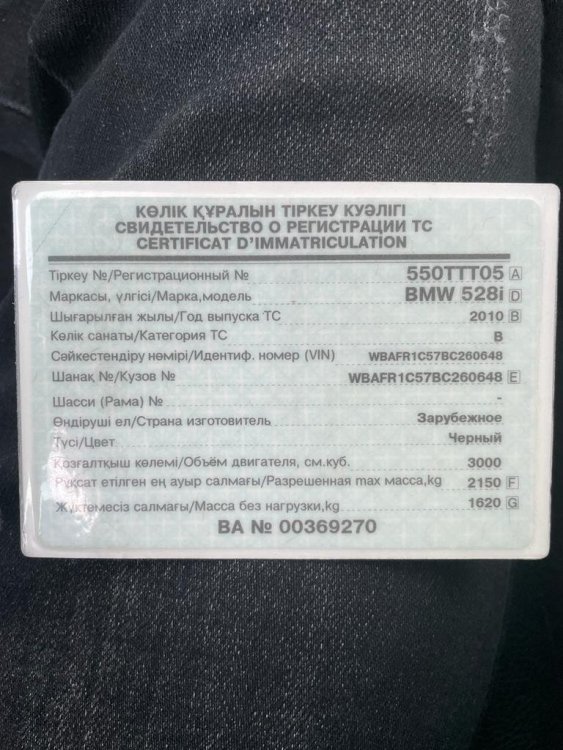 КӨЛІК ҚҰРАЛЫН ТІРКЕУ КУӘЛІГІ
СВИДЕТЕЛЬСТВО О РЕГИСТРАЦИИ ТС
CERTIFICAT D’IMMATRICULATION
Тіркеу №/Регистрационный № 550TTT05 A
Маркасы, үлгісі/Марка,модель BMW 528i D
Шығарылған жылы/Год выпуска ТС 2010 B
Көлік санаты/Категория ТС B
Сәйкестендіру нөмірі/Идентиф. номер (VIN) WBAFR1C57BC260648
Шанақ №/Кузов № WBAFR1C57BC260648 E
Шасси (Рама) № -
Өндіруші ел/Страна изготовитель Зарубежное
Түсі/Цвет Черный
Қозғалтқыш көлемі/Объём двигателя, см.куб. 3000
Рұқсат етілген ең ауыр салмағы/Разрешенная max масса,kg 2150 F
Жүктемесіз салмағы/Масса без нагрузки,kg 1620 G
BA № 00369270